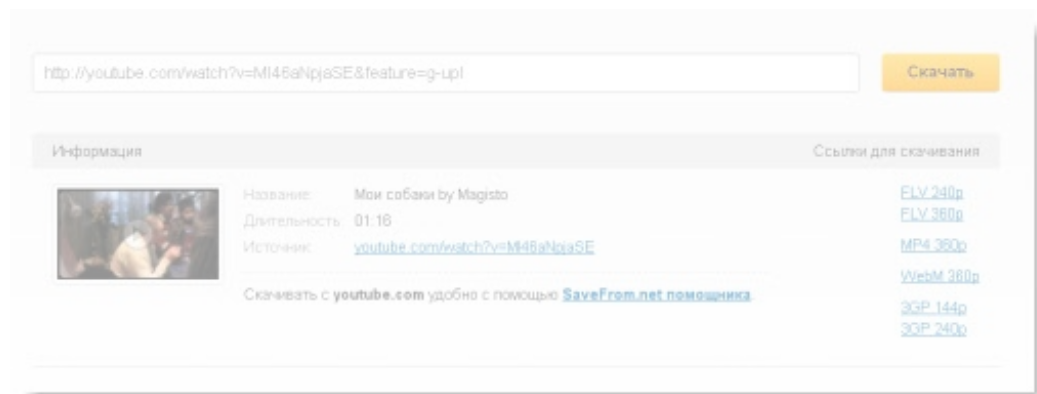 http://youtube.com/watch?v=MI46aNpjaSE&feature=g-upl
Скачать
Информация
Ссылки для скачивания
Название: Мои собаки by Magisto
Длительность: 01:16
Источник: youtube.com/watch?v=MI46aNpjaSE
Скачивать с youtube.com удобно с помощью SaveFrom.net помощника.
FLV 240p
FLV 360p
MP4 360p
WebM 360p
3GP 144p
3GP 240p